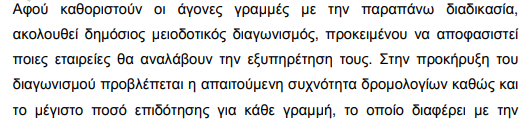 Αφού καθοριστούν οι άγονες γραμμές με την παραπάνω διαδικασία,
ακολουθεί δημόσιος μειοδοτικός διαγωνισμός, προκειμένου να αποφασιστεί
ποιες εταιρείες θα αναλάβουν την εξυπηρέτηση τους. Στην προκήρυξη του
διαγωνισμού προβλέπεται η απαιτούμενη συχνότητα δρομολογίων καθώς και
το μέγιστο ποσό επιδότησης για κάθε γραμμή, το οποίο διαφέρει με την